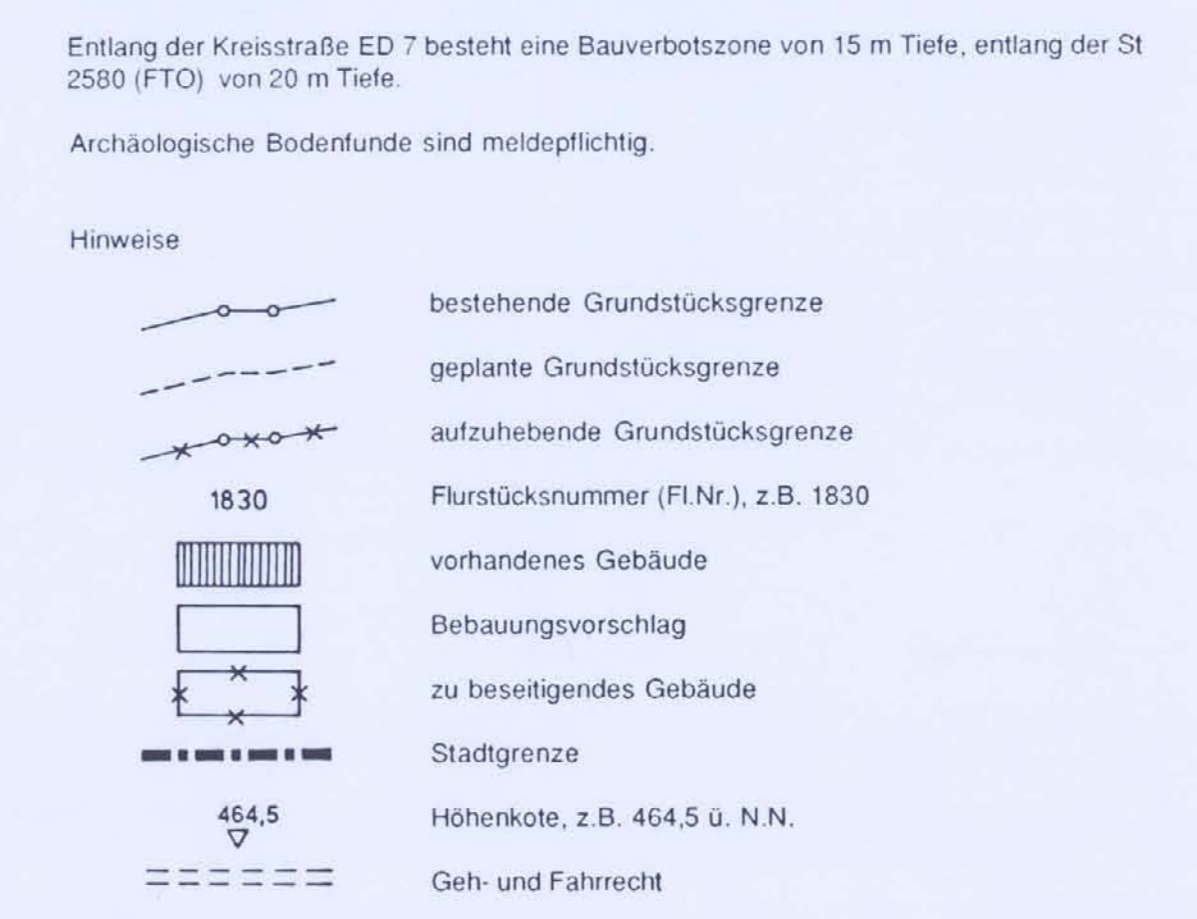 Entlang der Kreisstraße ED 7 besteht eine Bauverbotszone von 15 m Tiefe, entlang der St
2580 (FTO) von 20 m Tiefe.
Archäologische Bodenfunde sind meldepflichtig.
Hinweise
bestehende Grundstücksgrenze
geplante Grundstücksgrenze
aufzuhebende Grundstücksgrenze
1830 Flurstücksnummer (Fl.Nr.), z.B. 1830
vorhandenes Gebäude
Bebauungsvorschlag
zu beseitigendes Gebäude
Stadtgrenze
464,5 Höhenkote, z.B. 464,5 ü. N.N.
Geh- und Fahrrecht